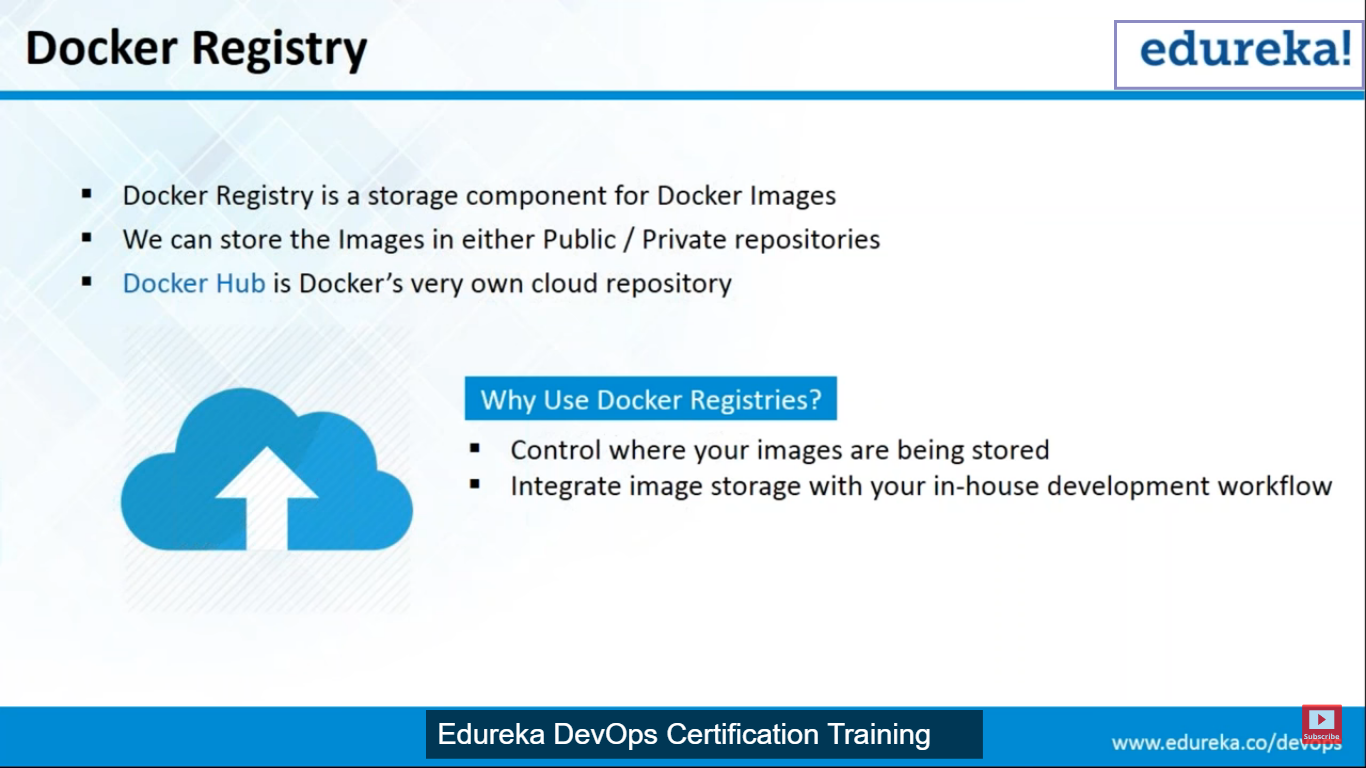 Docker Registry
edureka!
▪ Docker Registry is a storage component for Docker Images
▪ We can store the Images in either Public / Private repositories
▪ Docker Hub is Docker's very own cloud repository
Why Use Docker Registries?
▪ Control where your images are being stored
▪ Integrate image storage with your in-house development workflow
Edureka DevOps Certification Training
www.edureka.co/devops
Subscribe